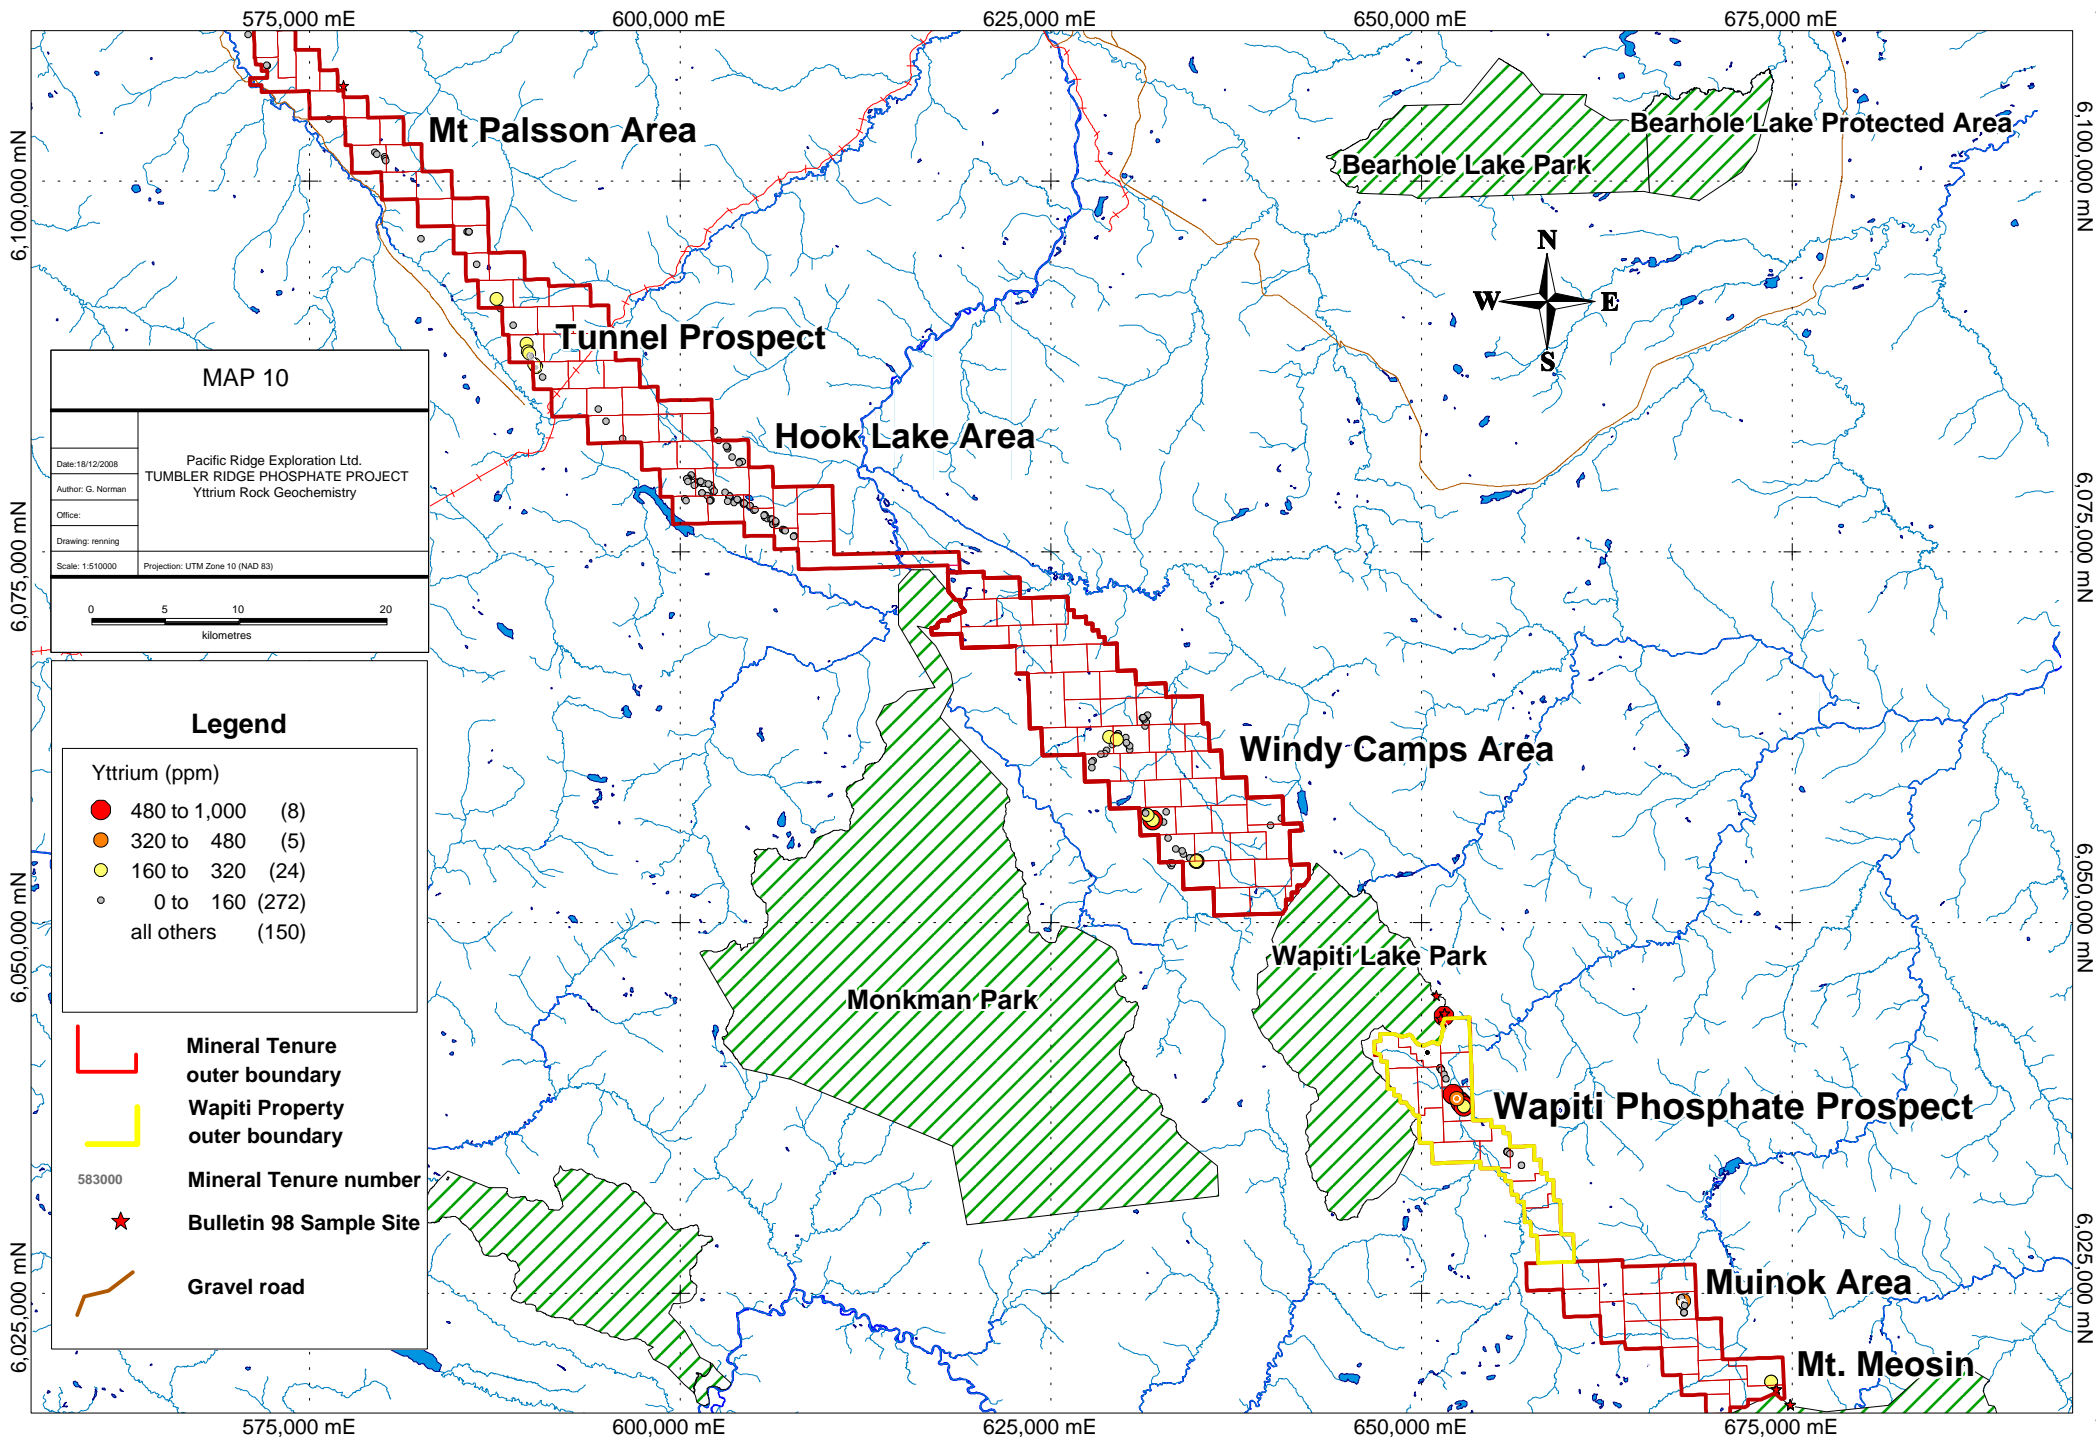 575,000 mE
600,000 mE
625,000 mE
650,000 mE
675,000 mE
Mt Palsson Area
Bearhole Lake Protected Area
Bearhole Lake Park
6,100,000 mN
6,100,000 mN
N
W
E
S
Tunnel Prospect
MAP 10
Hook Lake Area
Date:18/12/2008
Author: G. Norman
Office:
Drawing: renning
Scale: 1:510000
Pacific Ridge Exploration Ltd.
TUMBLER RIDGE PHOSPHATE PROJECT
Yttrium Rock Geochemistry
Projection: UTM Zone 10 (NAD 83)
0 5 10 20
kilometres
6,075,000 mN
6,075,000 mN
Legend
Yttrium (ppm)
480 to 1,000 (8)
320 to 480 (5)
160 to 320 (24)
0 to 160 (272)
all others (150)
Windy Camps Area
6,050,000 mN
6,050,000 mN
Wapiti Lake Park
Monkman Park
Mineral Tenure
outer boundary
Wapiti Property
outer boundary
583000
Mineral Tenure number
Bulletin 98 Sample Site
Gravel road
Wapiti Phosphate Prospect
Muinok Area
6,025,000 mN
6,025,000 mN
Mt. Meosin
575,000 mE
600,000 mE
625,000 mE
650,000 mE
675,000 mE